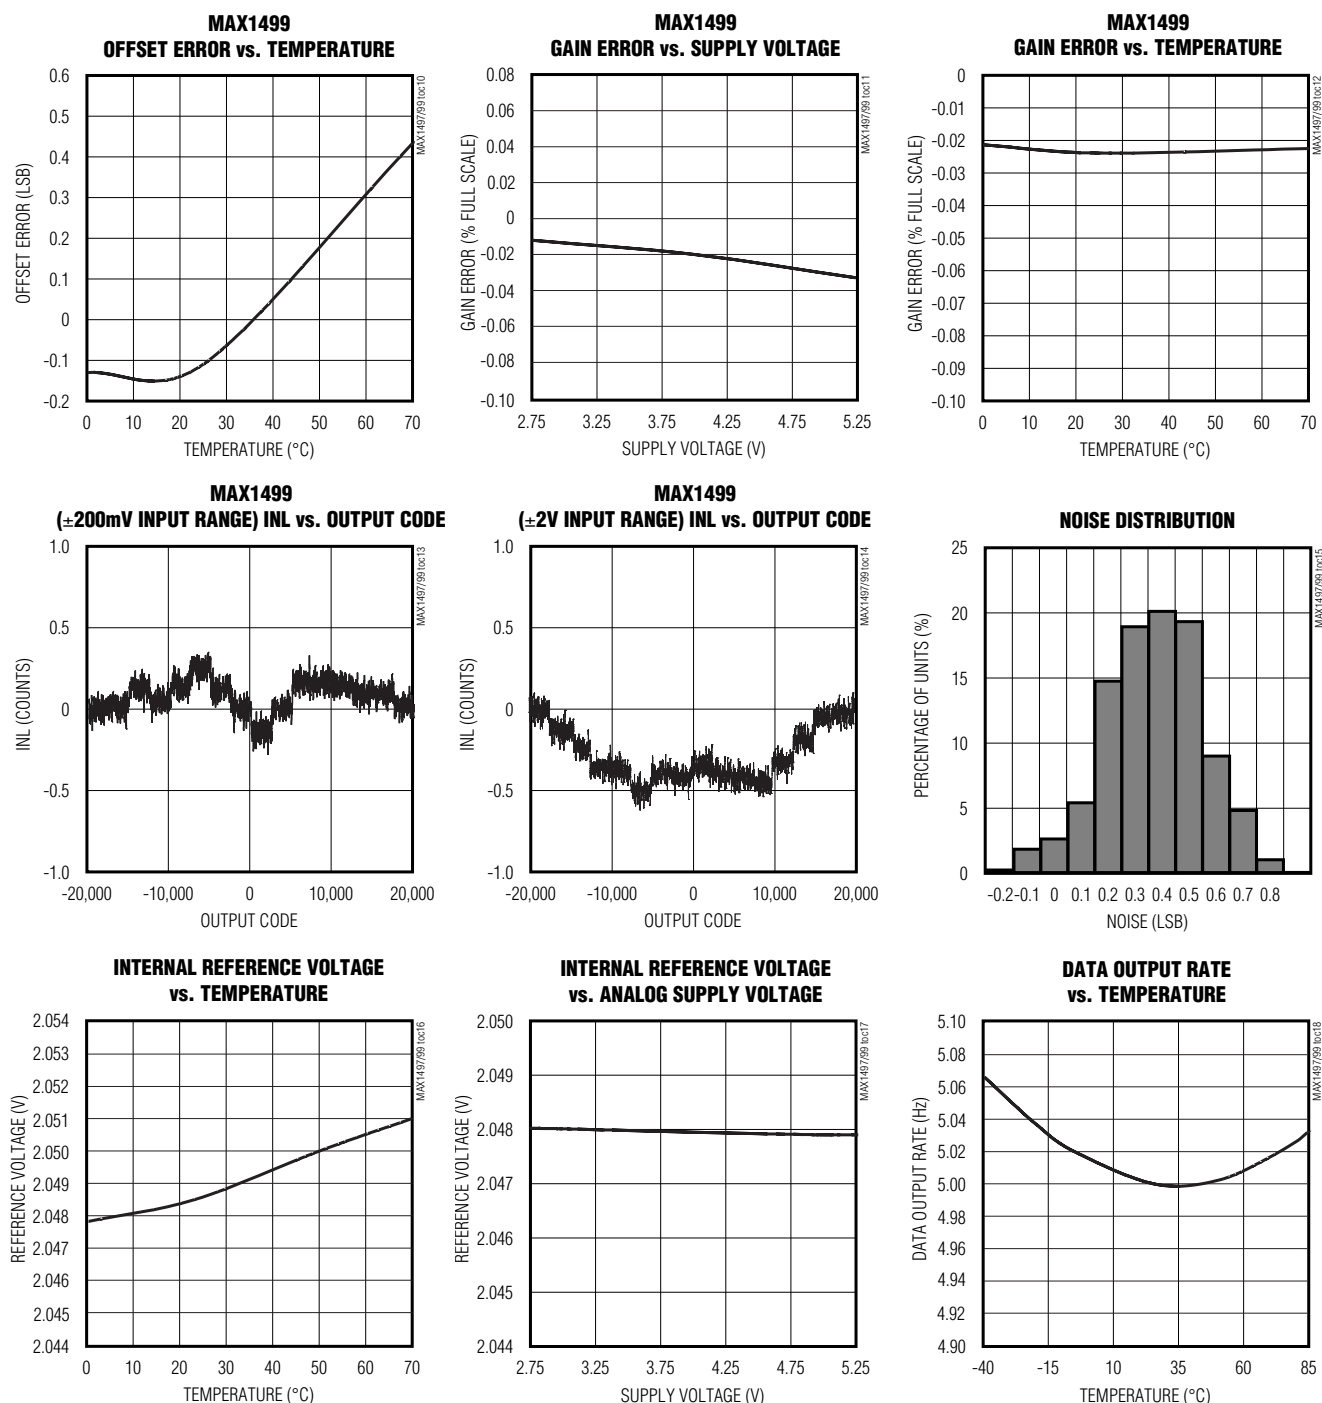 MAX1499
OFFSET ERROR vs. TEMPERATURE
0.6
0.5
0.4
0.3
0.2
0.1
0
-0.1
-0.2
OFFSET ERROR (LSB)
0 10 20 30 40 50 60 70
TEMPERATURE (°C)
MAX1497/99 toc10
MAX1499
GAIN ERROR vs. SUPPLY VOLTAGE
0.08
0.06
0.04
0.02
0
-0.02
-0.04
-0.06
-0.08
-0.10
GAIN ERROR (% FULL SCALE)
2.75 3.25 3.75 4.25 4.75 5.25
SUPPLY VOLTAGE (V)
MAX1497/99 toc11
MAX1499
GAIN ERROR vs. TEMPERATURE
0
-0.01
-0.02
-0.03
-0.04
-0.05
-0.06
-0.07
-0.08
-0.09
-0.10
GAIN ERROR (% FULL SCALE)
0 10 20 30 40 50 60 70
TEMPERATURE (°C)
MAX1497/99 toc12
MAX1499
(±200mV INPUT RANGE) INL vs. OUTPUT CODE
1.0
0.5
0
-0.5
-1.0
INL (COUNTS)
-20,000 -10,000 0 10,000 20,000
OUTPUT CODE
MAX1497/99 toc13
MAX1499
(±2V INPUT RANGE) INL vs. OUTPUT CODE
1.0
0.5
0
-0.5
-1.0
INL (COUNTS)
-20,000 -10,000 0 10,000 20,000
OUTPUT CODE
MAX1497/99 toc14
NOISE DISTRIBUTION
25
20
15
10
5
0
PERCENTAGE OF UNITS (%)
-0.2 -0.1 0 0.1 0.2 0.3 0.4 0.5 0.6 0.7 0.8
NOISE (LSB)
MAX1497/99 toc15
INTERNAL REFERENCE VOLTAGE
vs. TEMPERATURE
2.054
2.053
2.052
2.051
2.050
2.049
2.048
2.047
2.046
2.045
2.044
REFERENCE VOLTAGE (V)
0 10 20 30 40 50 60 70
TEMPERATURE (°C)
MAX1497/99 toc16
INTERNAL REFERENCE VOLTAGE
vs. ANALOG SUPPLY VOLTAGE
2.050
2.049
2.048
2.047
2.046
2.045
2.044
REFERENCE VOLTAGE (V)
2.75 3.25 3.75 4.25 4.75 5.25
SUPPLY VOLTAGE (V)
MAX1497/99 toc17
DATA OUTPUT RATE
vs. TEMPERATURE
5.10
5.08
5.06
5.04
5.02
5.00
4.98
4.96
4.94
4.92
4.90
DATA OUTPUT RATE (Hz)
-40 -15 10 35 60 85
TEMPERATURE (°C)
MAX1497/99 toc18